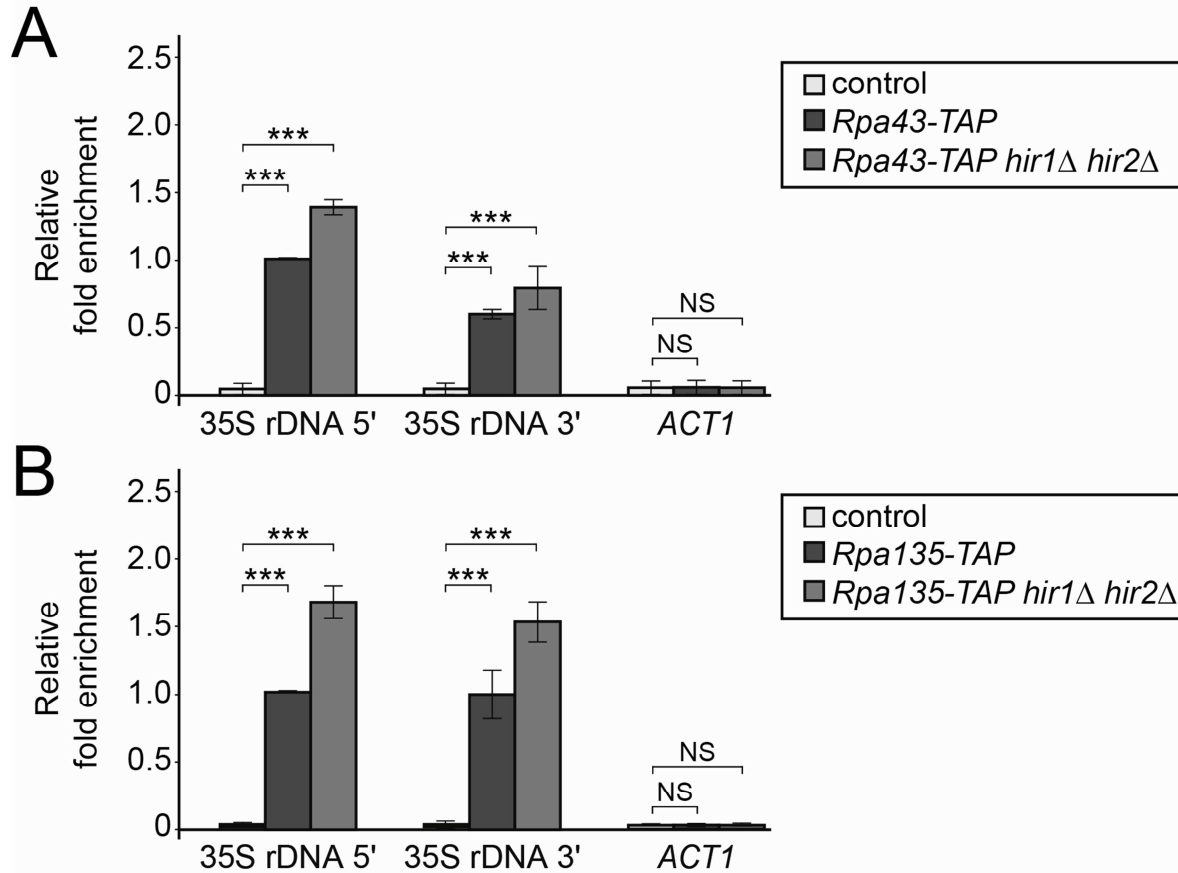 A
2.5
2.0
1.5
1.0
0.5
0
Relative
fold enrichment
***
***
***
***
NS
NS
35S rDNA 5'
35S rDNA 3'
ACT1
control
Rpa43-TAP
Rpa43-TAP hir1Δ hir2Δ
B
2.5
2.0
1.5
1.0
0.5
0
Relative
fold enrichment
***
***
***
***
NS
NS
35S rDNA 5'
35S rDNA 3'
ACT1
control
Rpa135-TAP
Rpa135-TAP hir1Δ hir2Δ